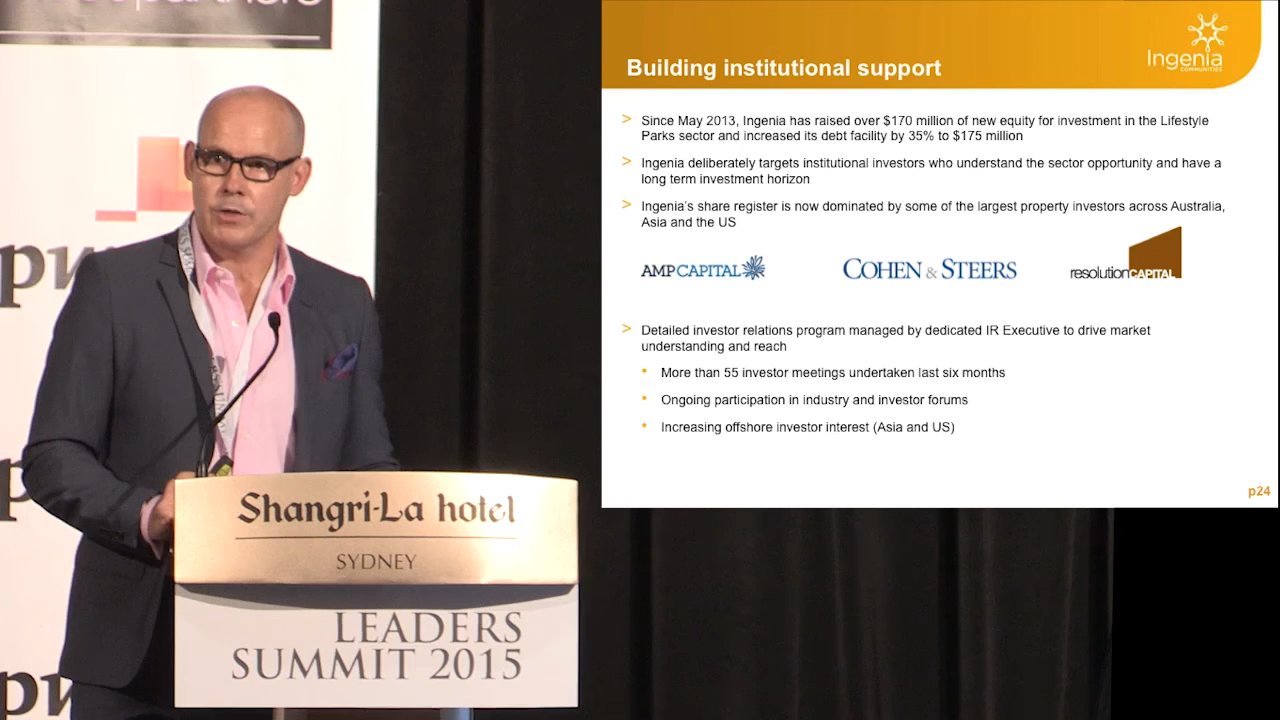 Building institutional support
Ingenia
COMMUNITIES
> Since May 2013, Ingenia has raised over $170 million of new equity for investment in the Lifestyle
Parks sector and increased its debt facility by 35% to $175 million
> Ingenia deliberately targets institutional investors who understand the sector opportunity and have a
long term investment horizon
> Ingenia's share register is now dominated by some of the largest property investors across Australia,
Asia and the US
AMP CAPITAL
COHEN & STEERS
resolutionCAPITAL
> Detailed investor relations program managed by dedicated IR Executive to drive market
understanding and reach
• More than 55 investor meetings undertaken last six months
• Ongoing participation in industry and investor forums
• Increasing offshore investor interest (Asia and US)
p24
Shangri-La hotel
SYDNEY
LEADERS
SUMMIT 2015